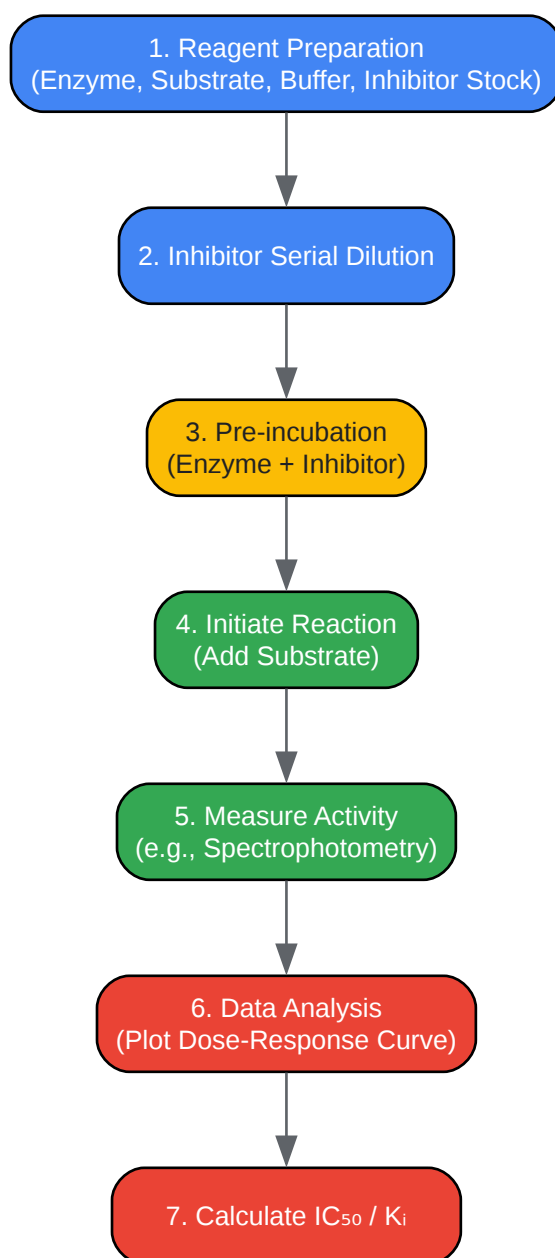 1. Reagent Preparation
(Enzyme, Substrate, Buffer, Inhibitor Stock)
2. Inhibitor Serial Dilution
3. Pre-incubation
(Enzyme + Inhibitor)
4. Initiate Reaction
(Add Substrate)
5. Measure Activity
(e.g., Spectrophotometry)
6. Data Analysis
(Plot Dose-Response Curve)
7. Calculate IC₅₀ / Kᵢ